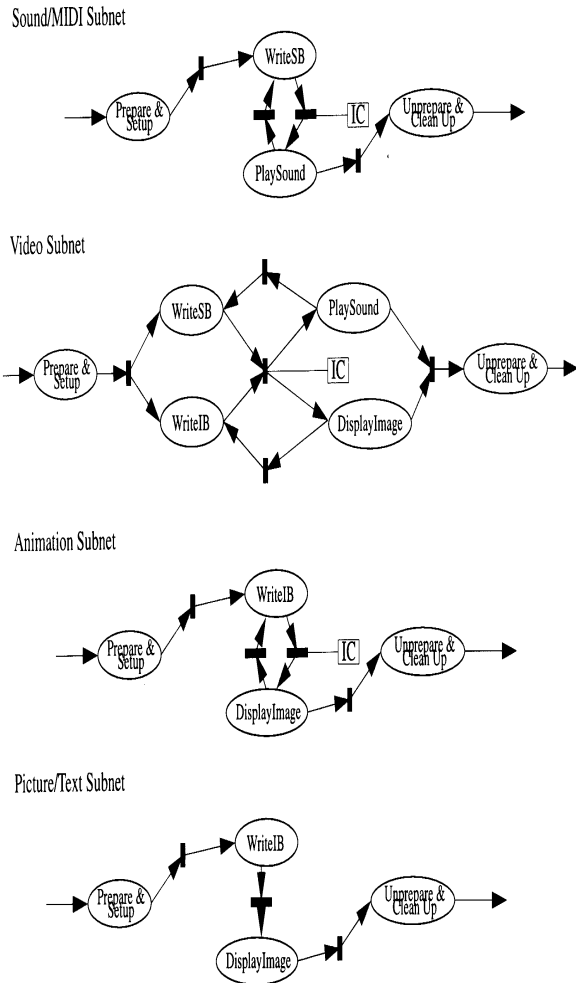 Sound/MIDI Subnet
WriteSB
Prepare &
Setup
IC
Unprepare &
Clean Up
PlaySound
Video Subnet
WriteSB
PlaySound
Prepare &
Setup
IC
Unprepare &
Clean Up
WriteIB
DisplayImage
Animation Subnet
WriteIB
Prepare &
Setup
IC
Unprepare &
Clean Up
DisplayImage
Picture/Text Subnet
WriteIB
Prepare &
Setup
Unprepare &
Clean Up
DisplayImage